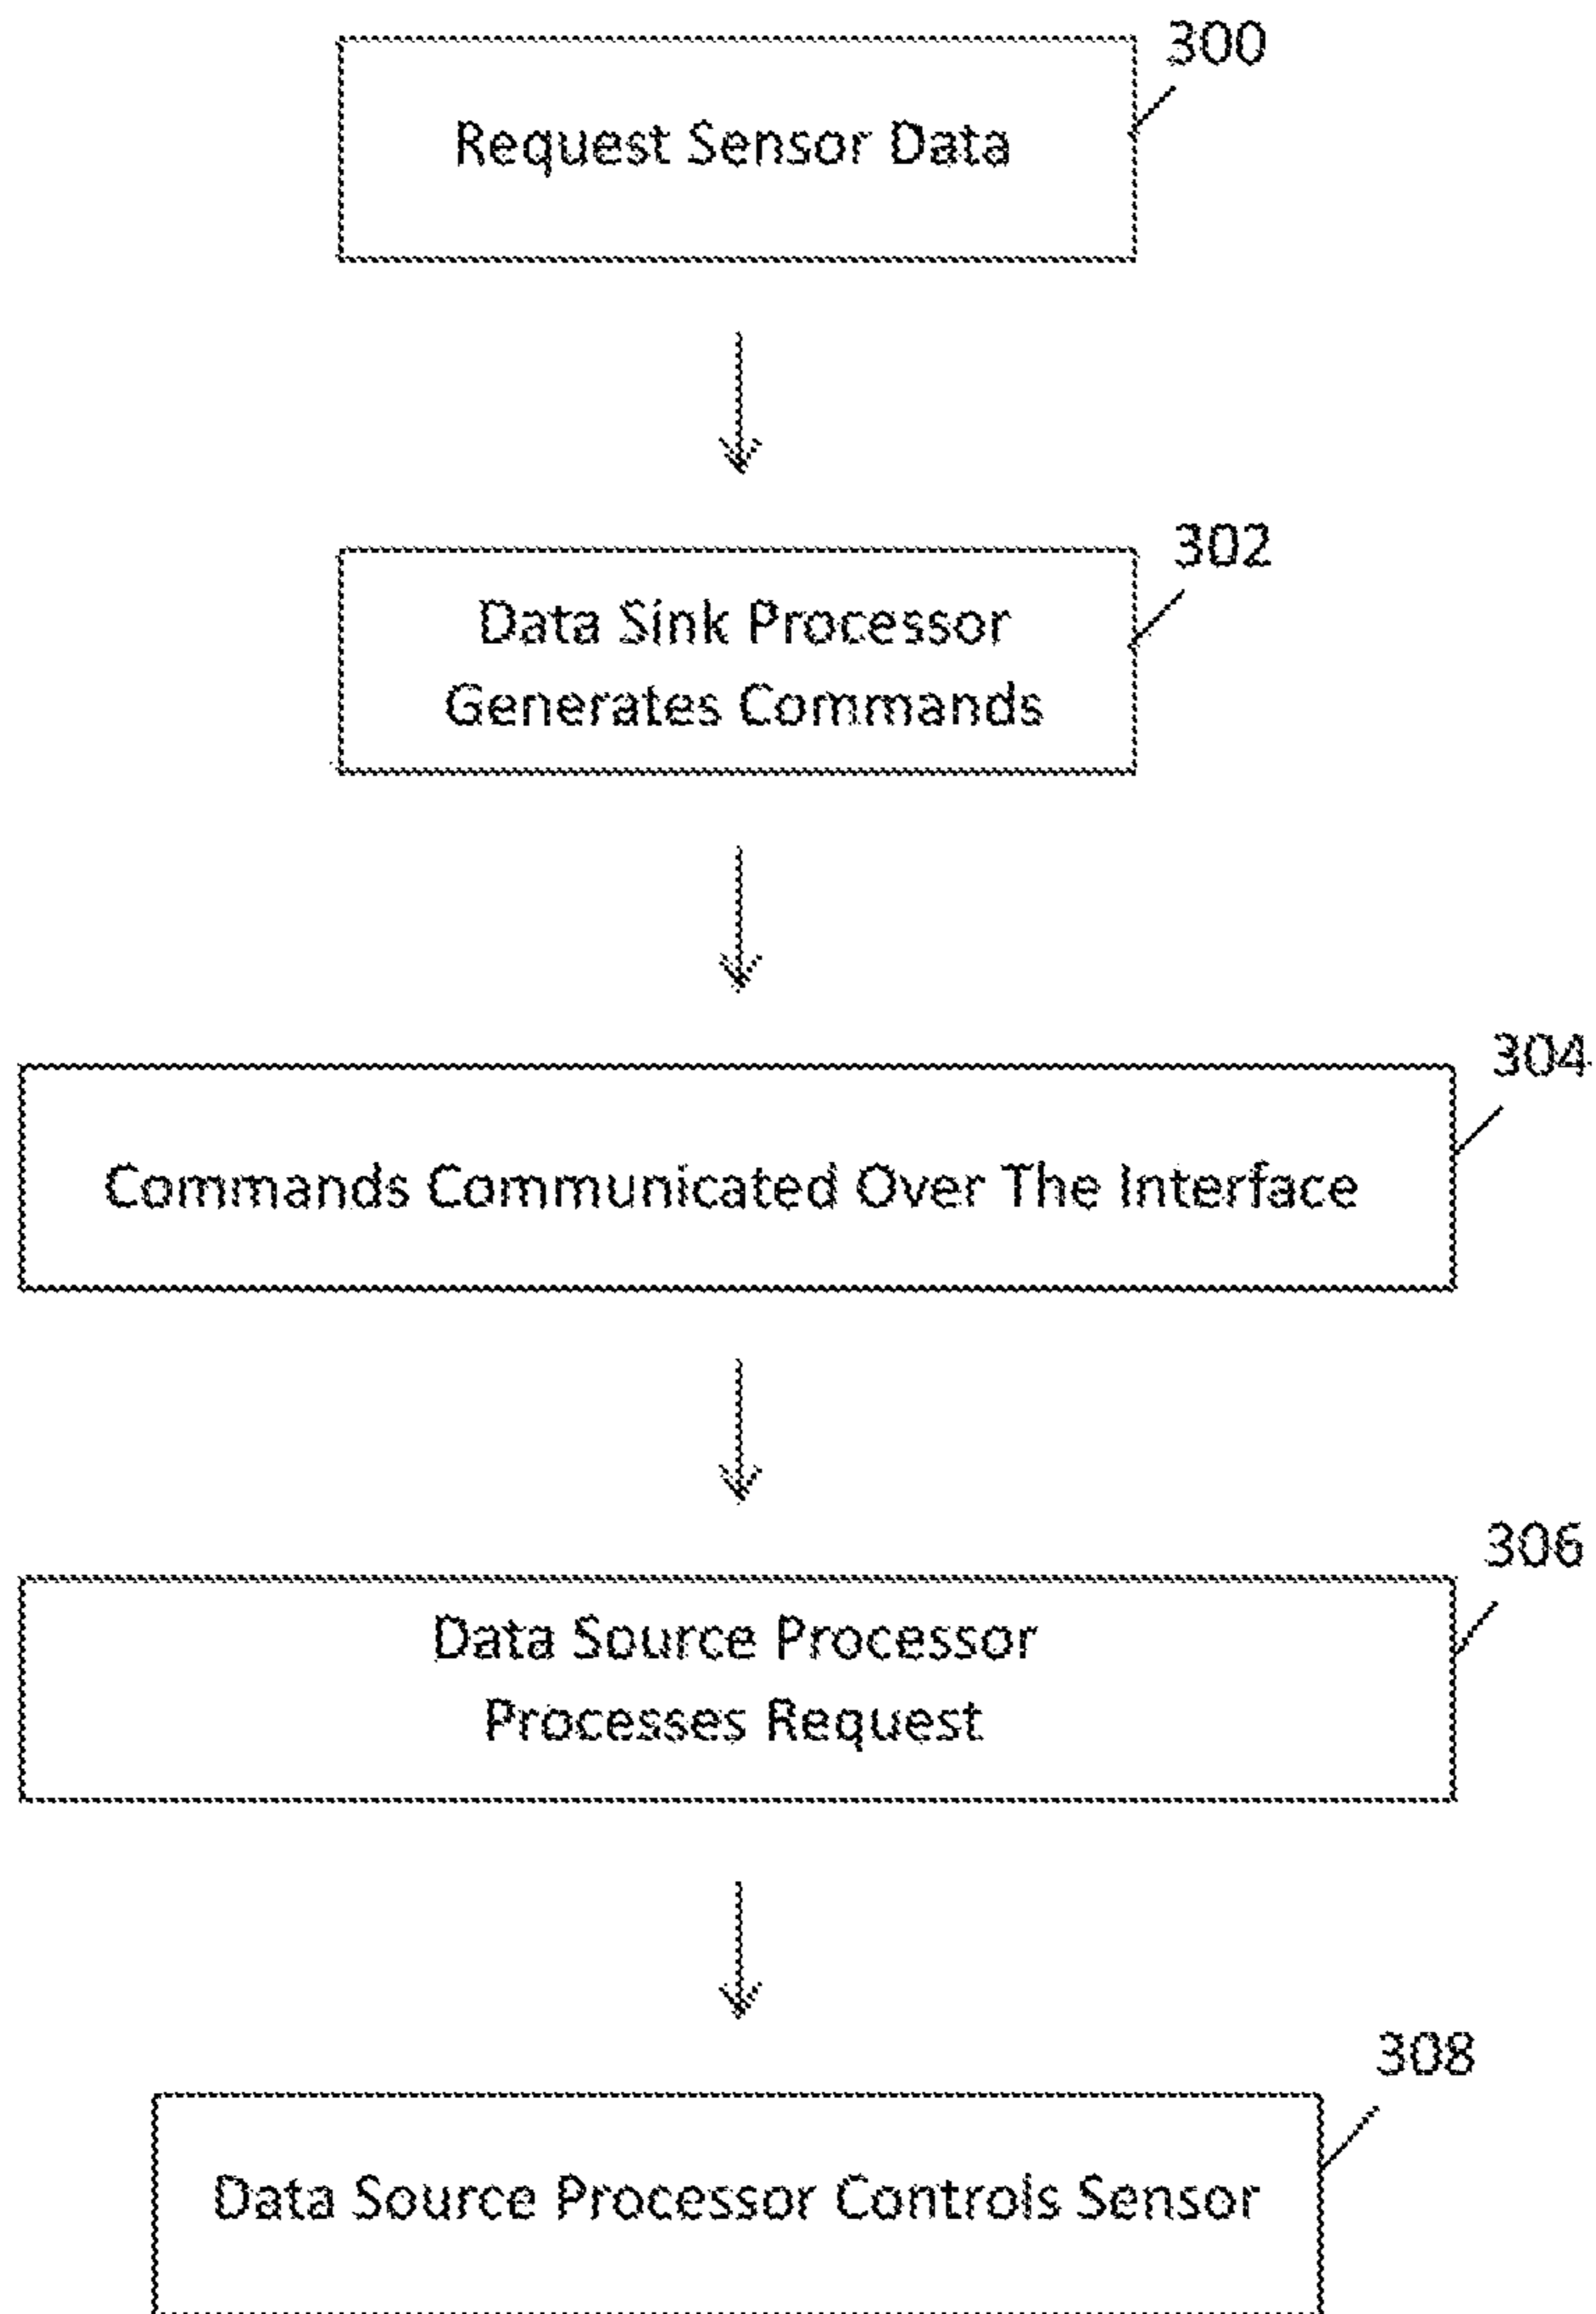 300
Request Sensor Data
302
Data Sink Processor
Generates Commands
304
Commands Communicated Over The Interface
306
Data Source Processor
Processes Request
308
Data Source Processor Controls Sensor